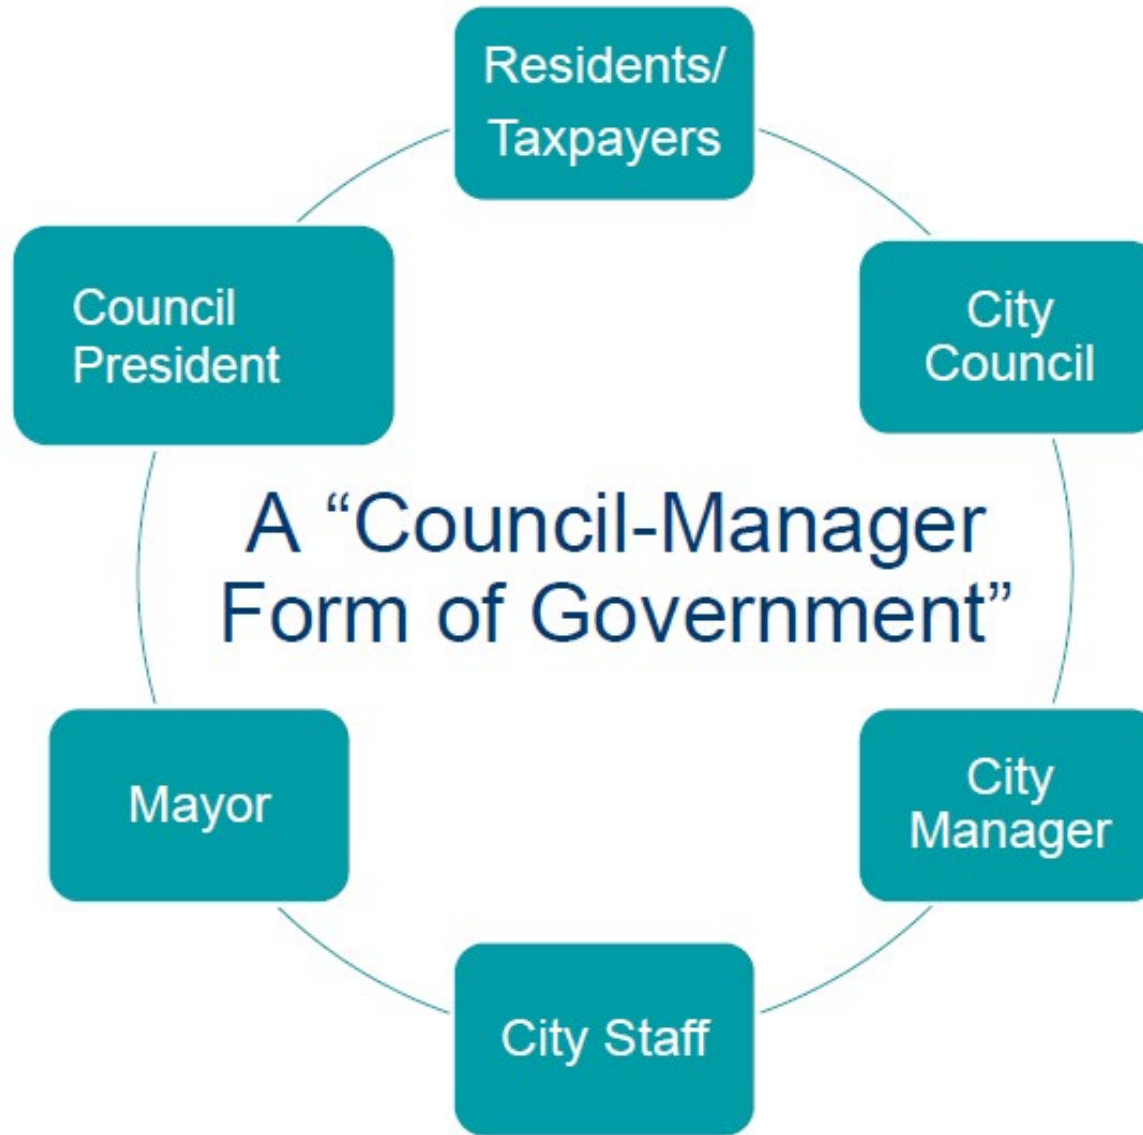 Residents/
Taxpayers
City
Council
City
Manager
City Staff
Mayor
Council
President
A “Council-Manager
Form of Government”